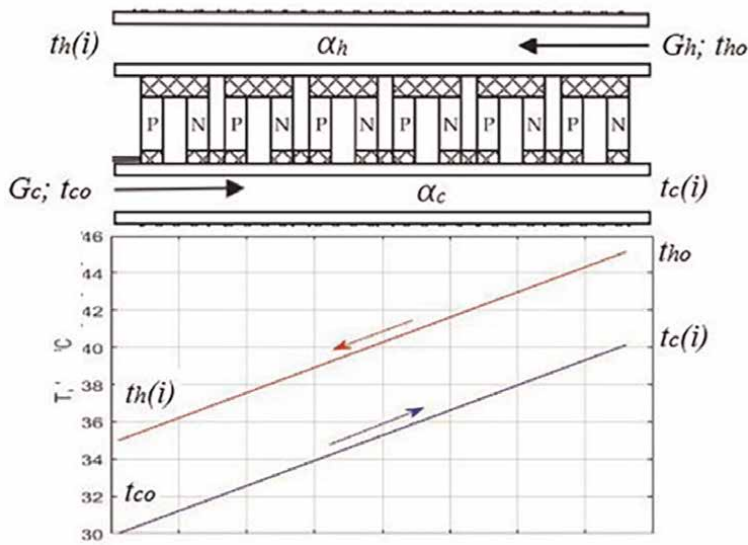 th(i) αh Gh; tho
P N P N P N P N P N P N
Gc; tco αc tc(i)
46
tho
44
42
tc(i)
T, °C
40
38
th(i)
36
34
tco
32
30